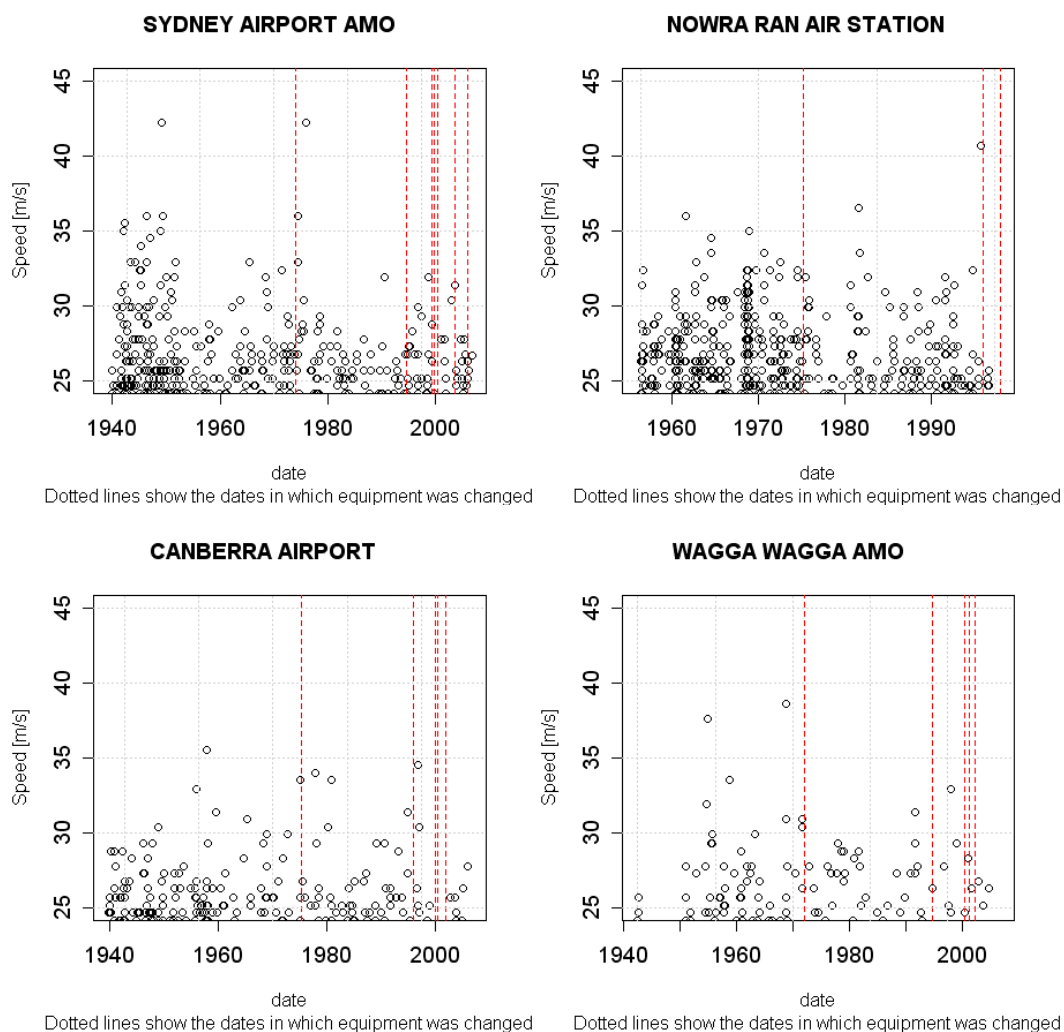 SYDNEY AIRPORT AMO
45
40
35
30
25
Speed [m/s]
1940 1960 1980 2000
date
Dotted lines show the dates in which equipment was changed
NOWRA RAN AIR STATION
45
40
35
30
25
Speed [m/s]
1960 1970 1980 1990
date
Dotted lines show the dates in which equipment was changed
CANBERRA AIRPORT
45
40
35
30
25
Speed [m/s]
1940 1960 1980 2000
date
Dotted lines show the dates in which equipment was changed
WAGGA WAGGA AMO
45
40
35
30
25
Speed [m/s]
1940 1960 1980 2000
date
Dotted lines show the dates in which equipment was changed